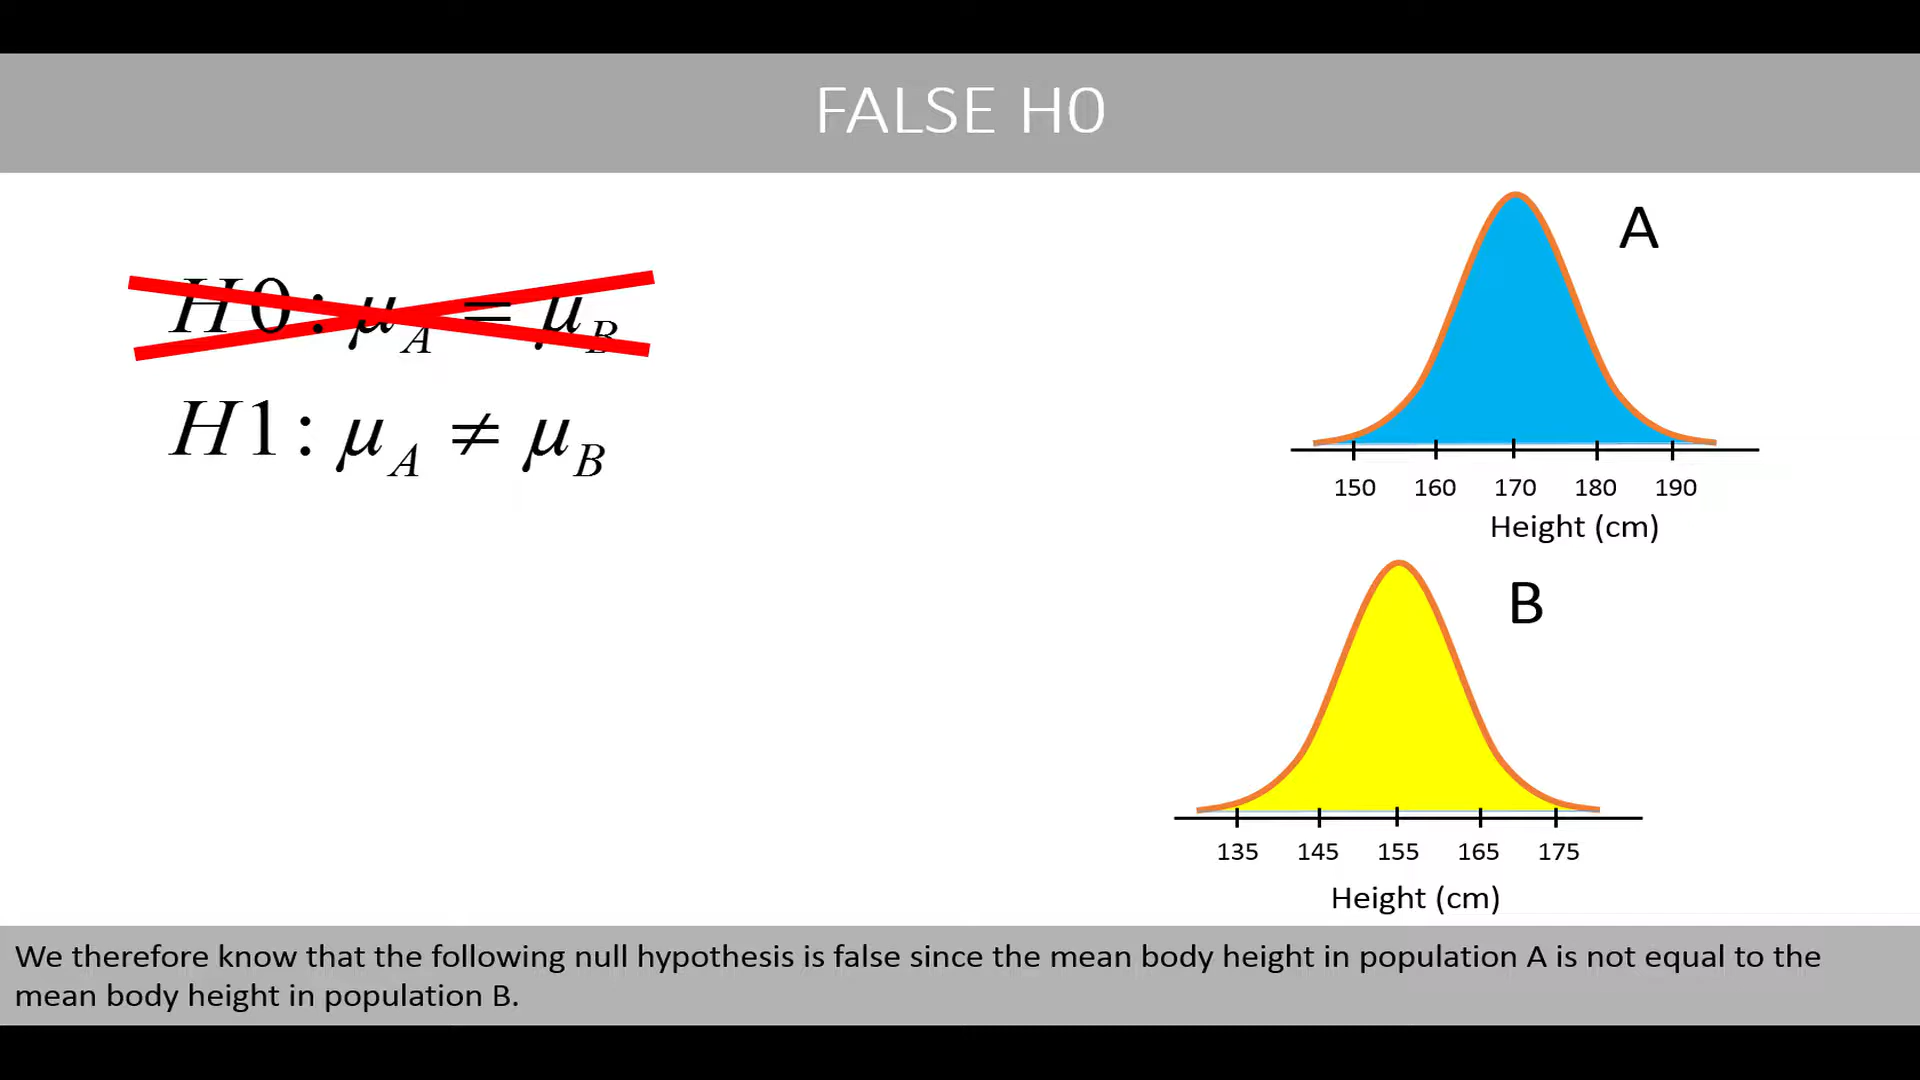 FALSE H0
H0: μA = μB
H1: μA ≠ μB
A
150 160 170 180 190
Height (cm)
B
135 145 155 165 175
Height (cm)
We therefore know that the following null hypothesis is false since the mean body height in population A is not equal to the
mean body height in population B.